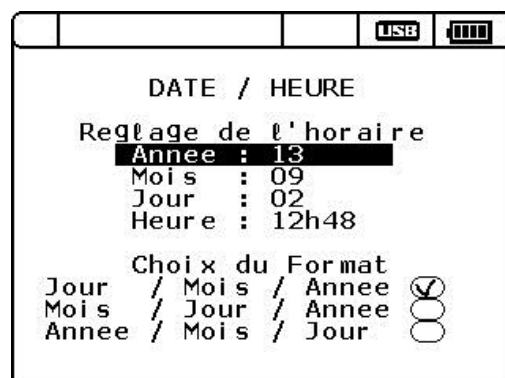 USB
DATE / HEURE
Reglage de l'horaire
Annee : 13
Mois : 09
Jour : 02
Heure : 12h48
Choix du Format
Jour / Mois / Annee
Mois / Jour / Annee
Annee / Mois / Jour